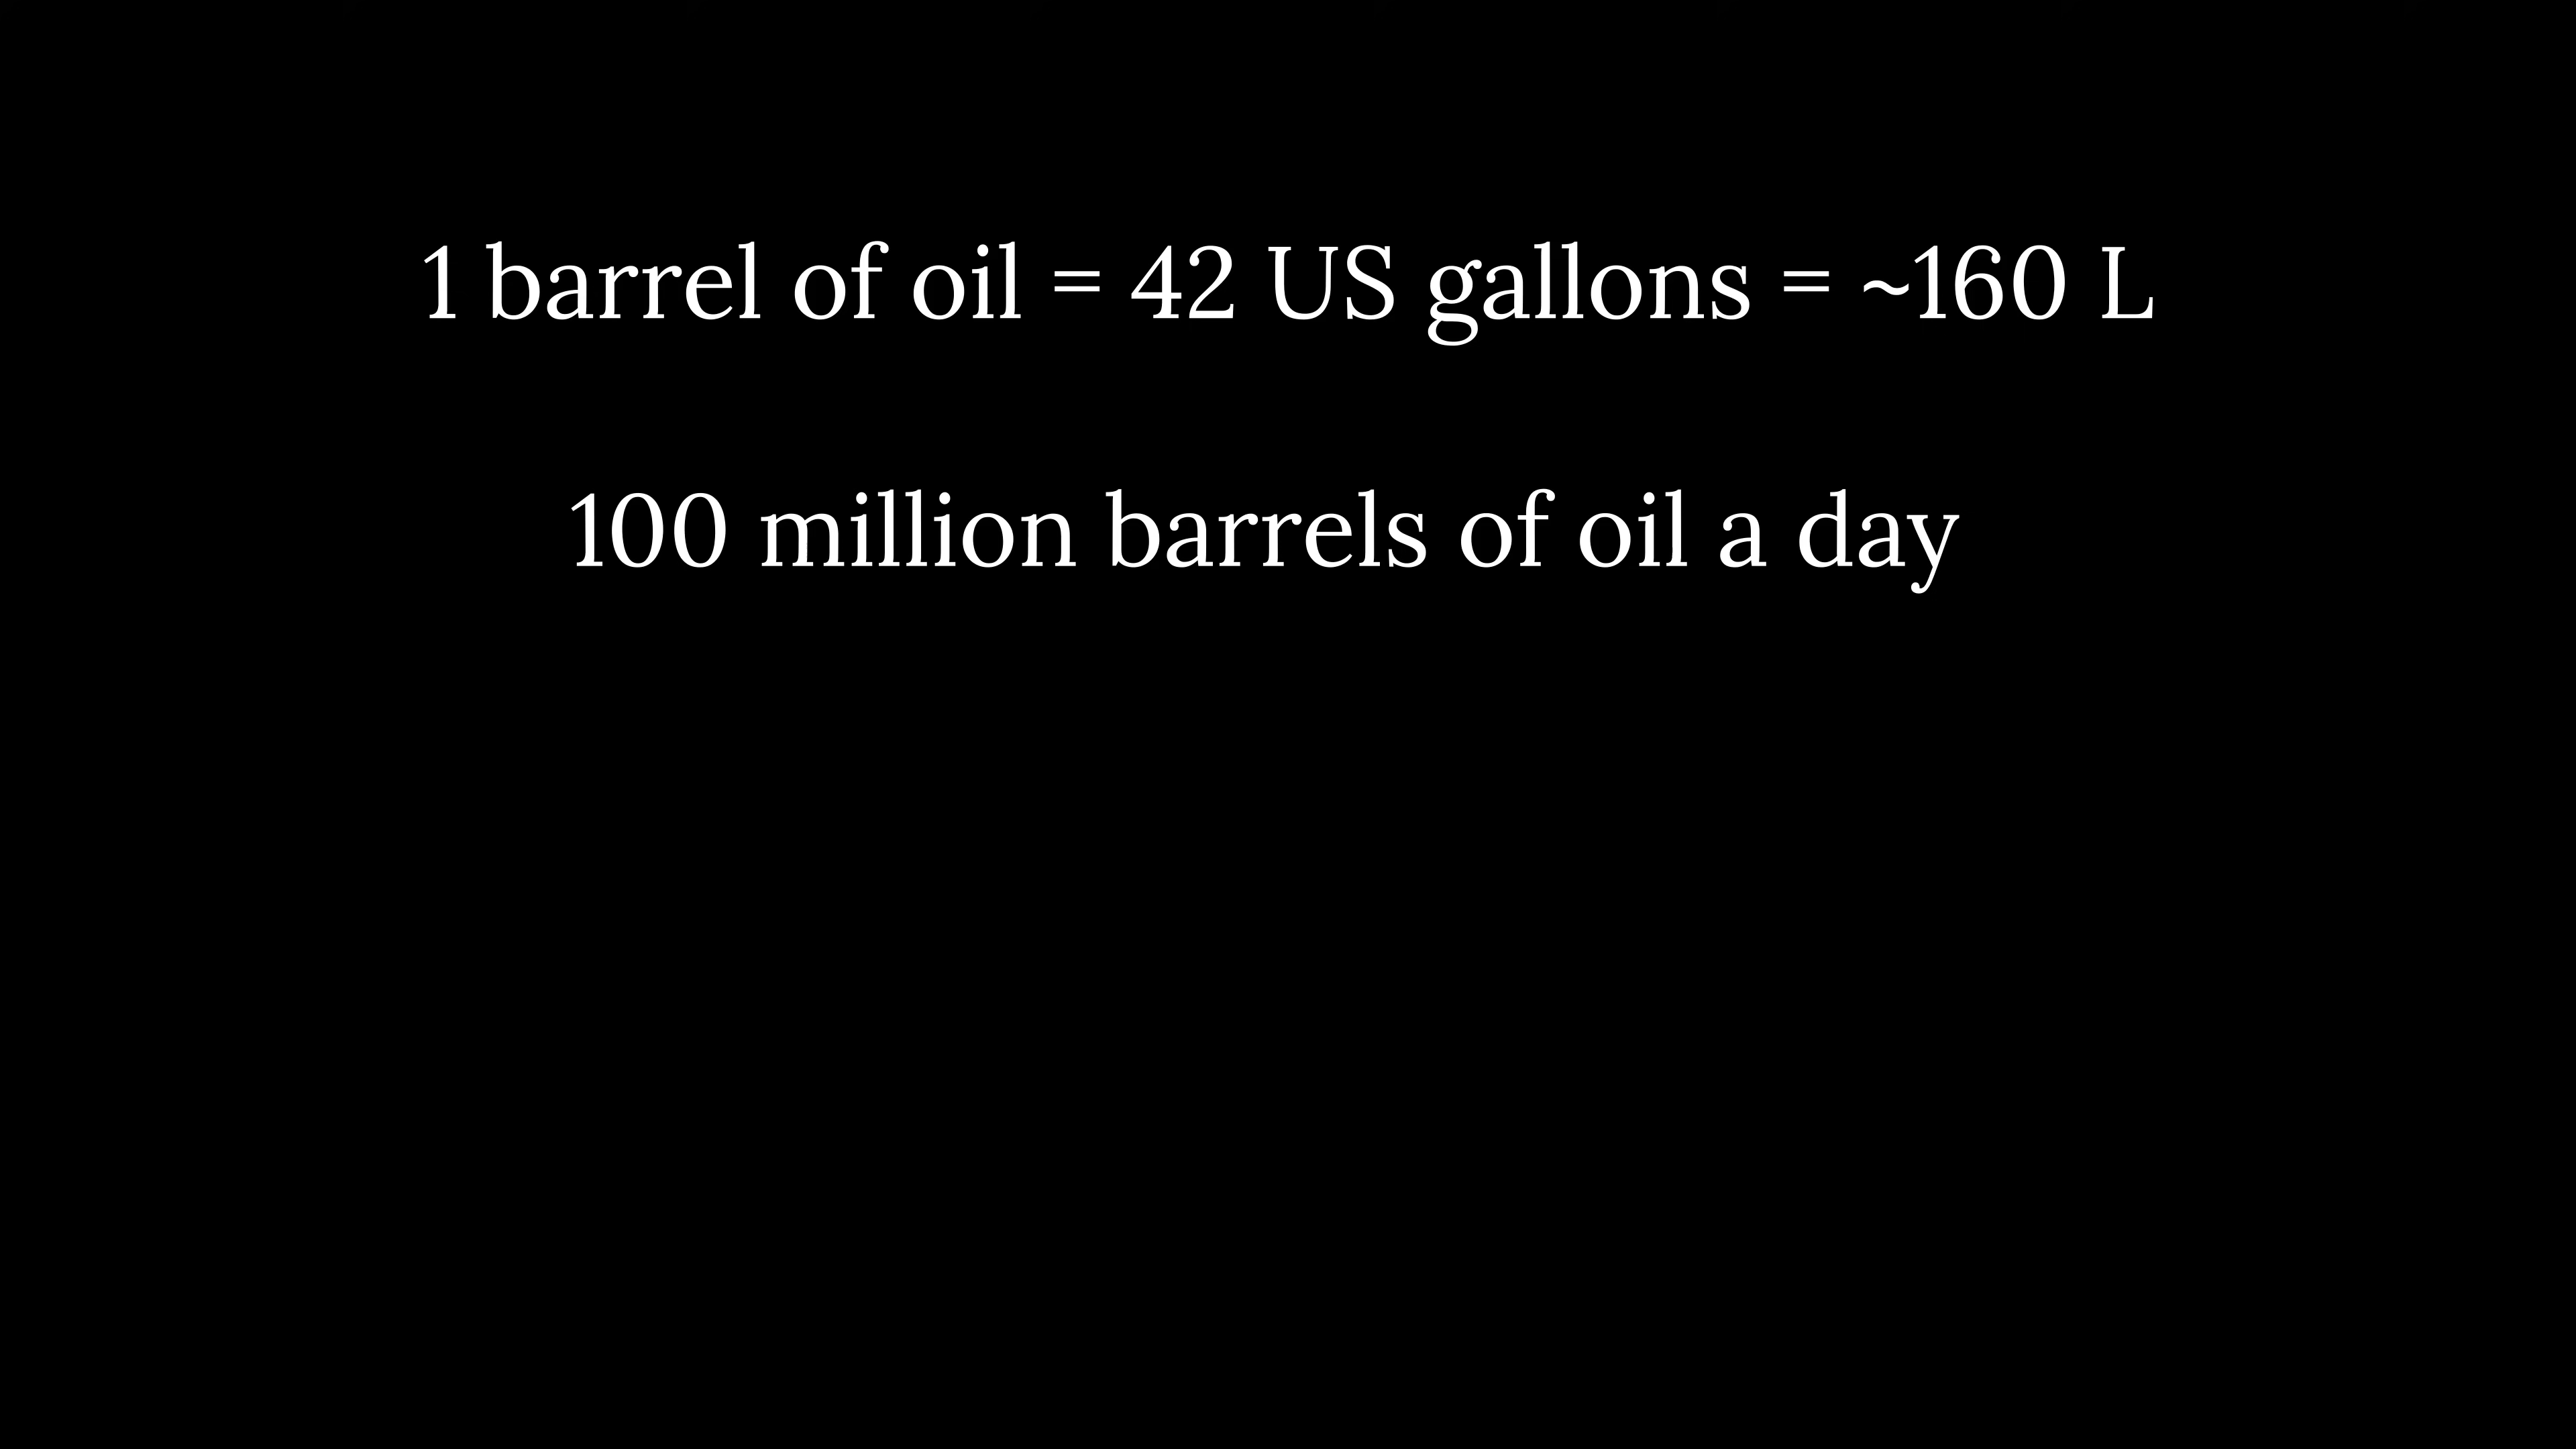 1 barrel of oil = 42 US gallons = ~160 L
100 million barrels of oil a day